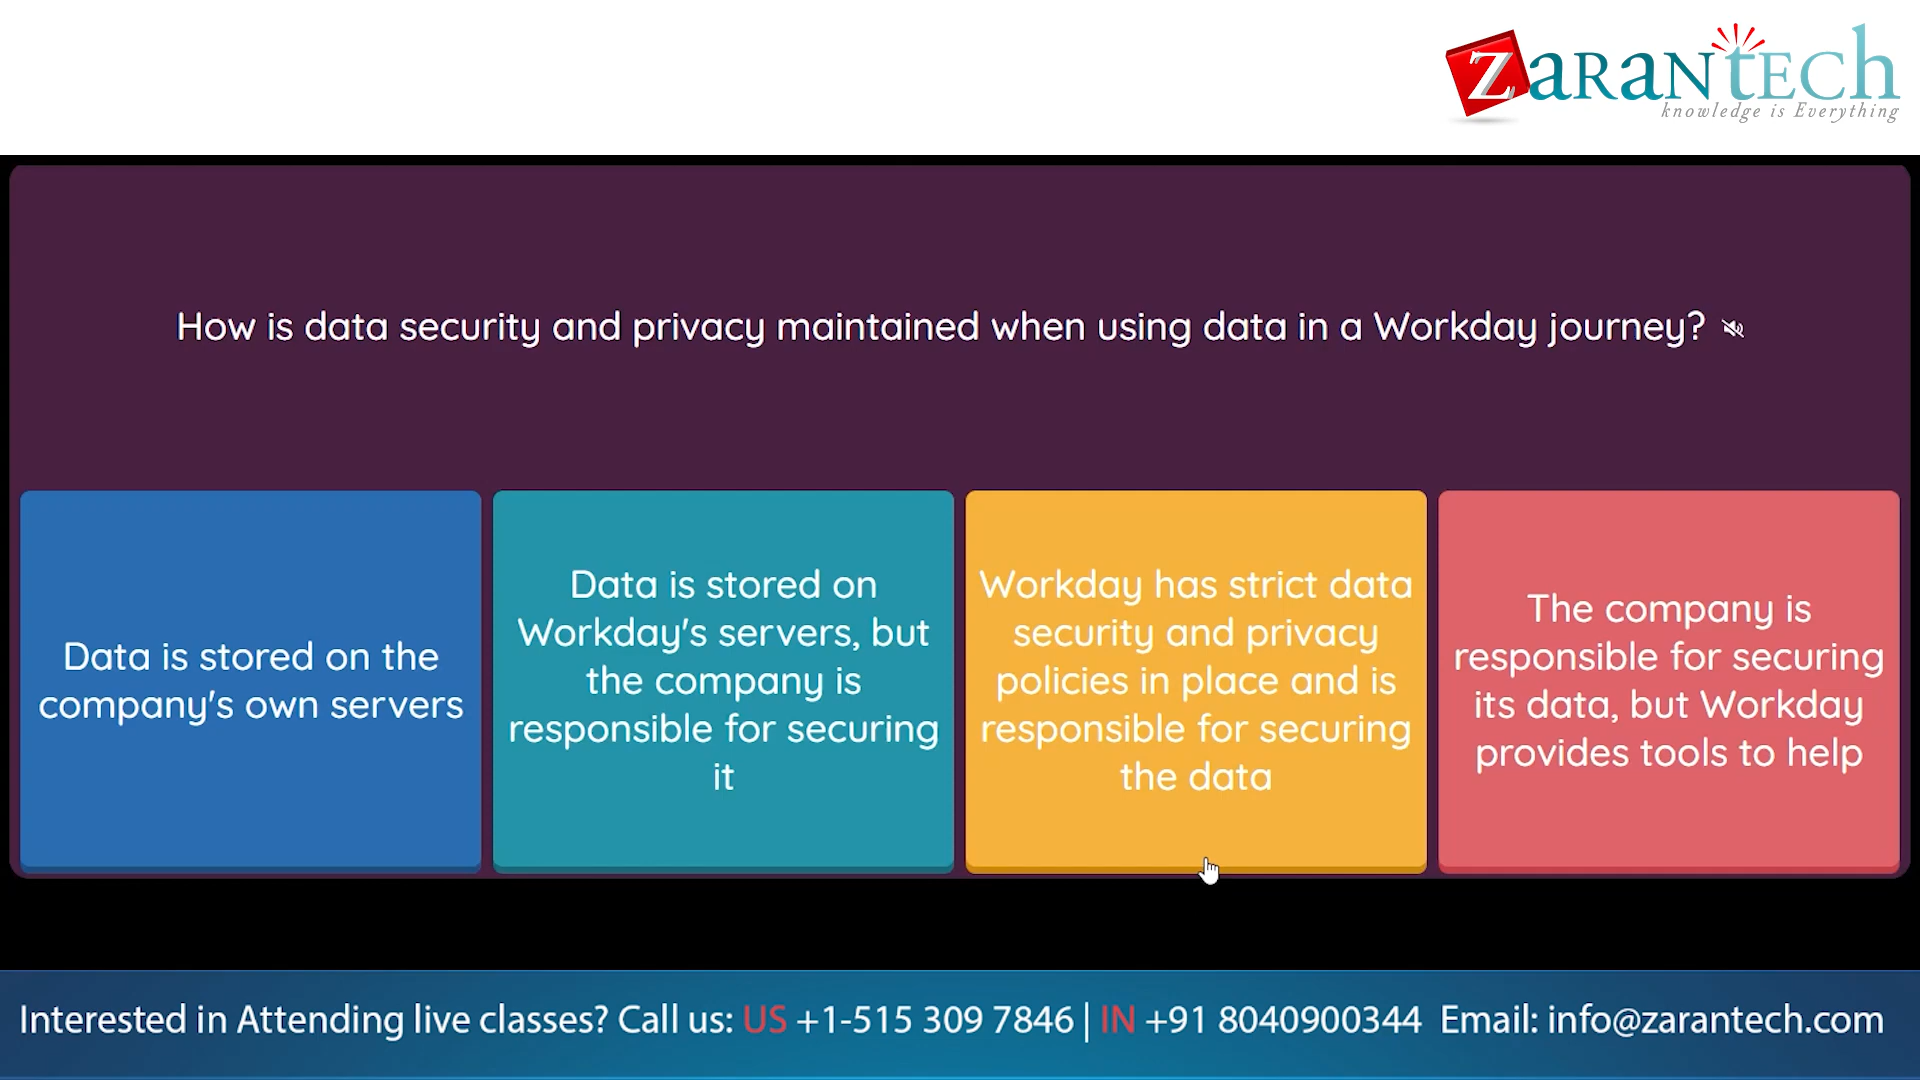 ZARANTECH
knowledge is Everything
How is data security and privacy maintained when using data in a Workday journey?
Data is stored on the
company's own servers
Data is stored on
Workday's servers, but
the company is
responsible for securing
it
Workday has strict data
security and privacy
policies in place and is
responsible for securing
the data
The company is
responsible for securing
its data, but Workday
provides tools to help
Interested in Attending live classes? Call us: US +1-515 309 7846 | IN +91 8040900344 Email: info@zarantech.com